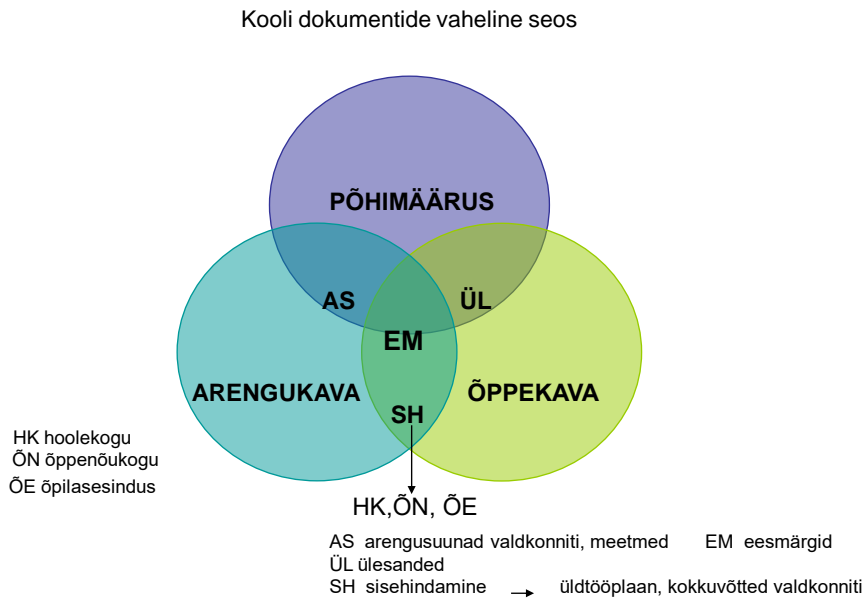 Kooli dokumentide vaheline seos
PÕHIMÄÄRUS
AS ÜL
EM
ARENGUKAVA ÕPPEKAVA
SH
HK hoolekogu
ÕN õppenõukogu
ÕE õpilasesindus
HK,ÕN, ÕE
AS arengusuunad valdkonniti, meetmed EM eesmärgid
ÜL ülesanded
SH sisehindamine → üldtööplaan, kokkuvõtted valdkonniti